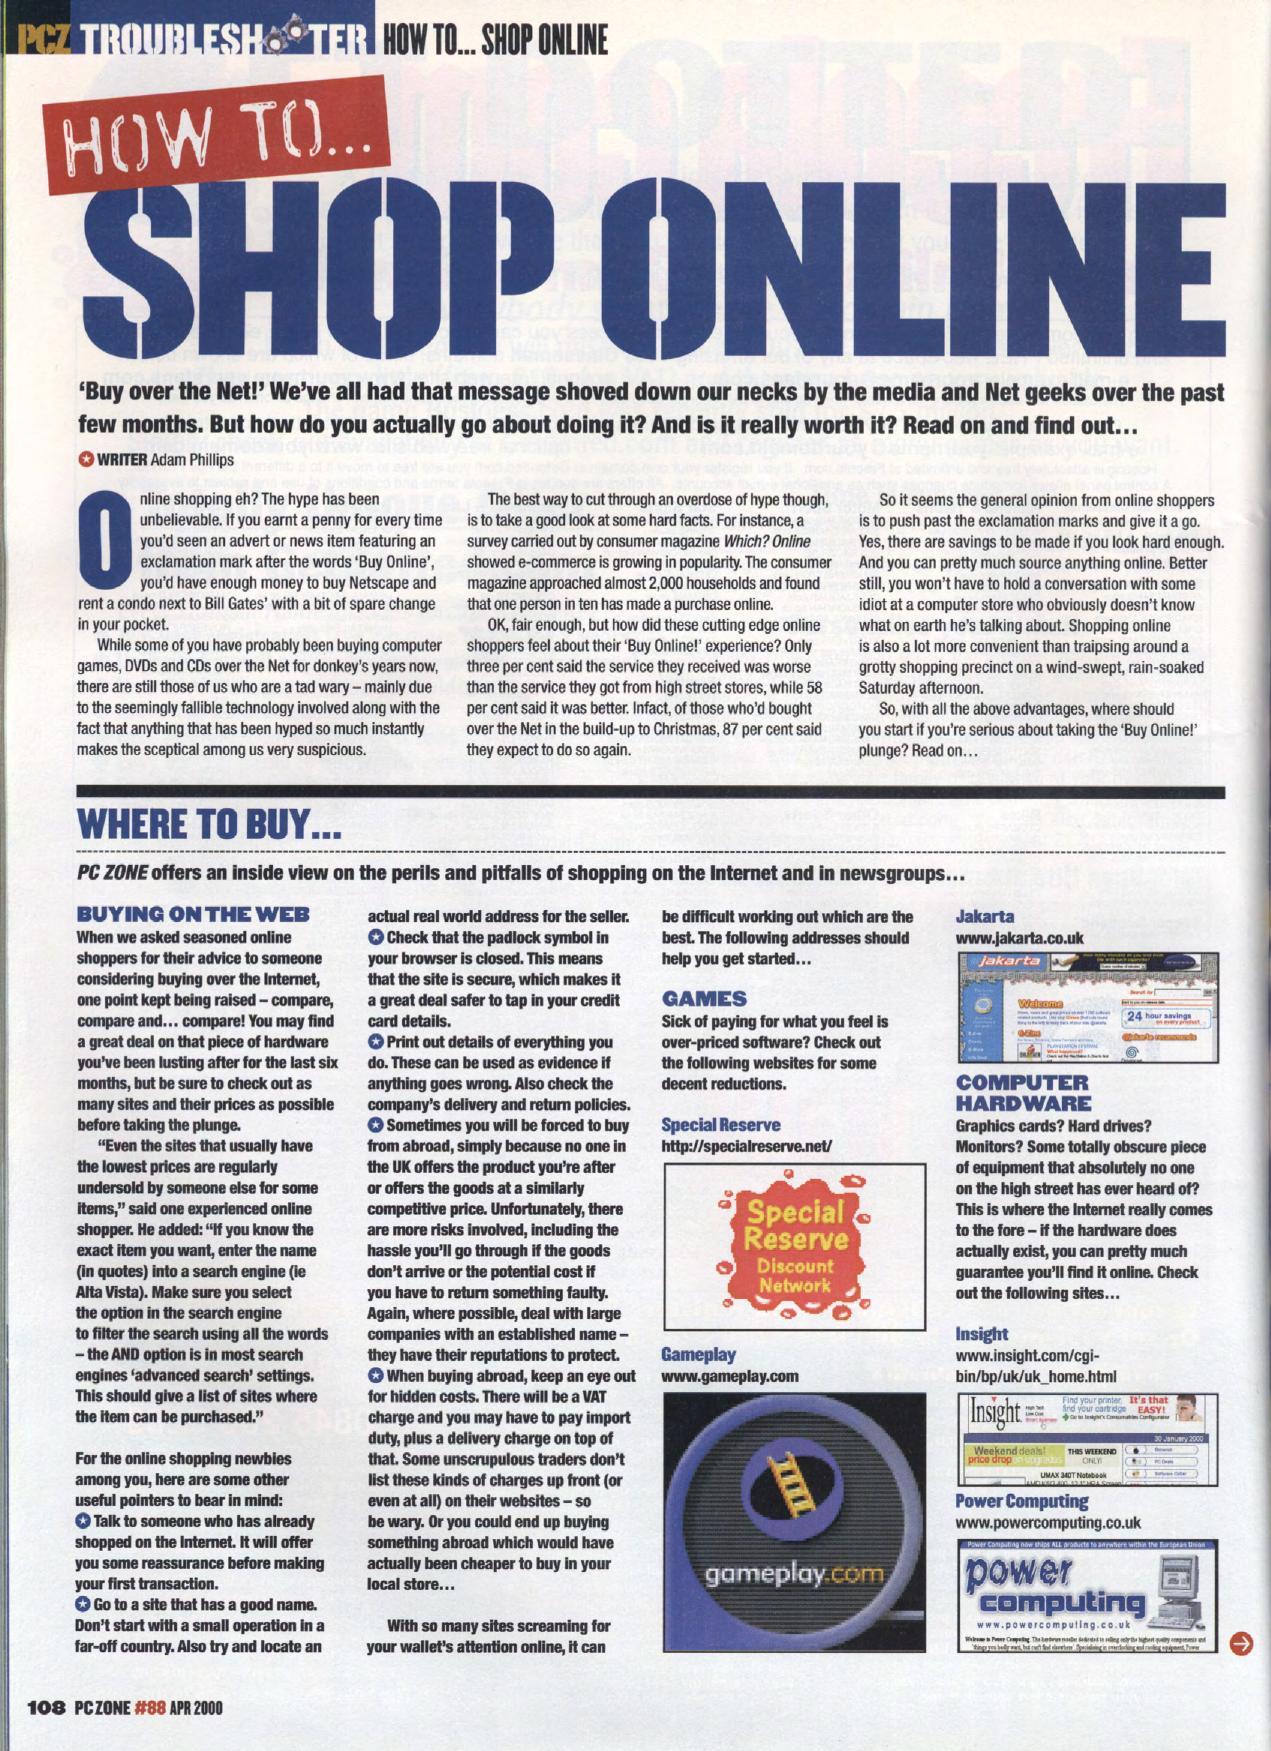 PCZ TROUBLESHOOTER HOW TO... SHOP ONLINE
HOW TO...
SHOP ONLINE
‘Buy over the Net!’ We’ve all had that message shoved down our necks by the media and Net geeks over the past
few months. But how do you actually go about doing it? And is it really worth it? Read on and find out...
WRITER Adam Phillips
Online shopping eh? The hype has been
unbelievable. If you earnt a penny for every time
you’d seen an advert or news item featuring an
exclamation mark after the words ‘Buy Online’,
you’d have enough money to buy Netscape and
rent a condo next to Bill Gates’ with a bit of spare change
in your pocket.
While some of you have probably been buying computer
games, DVDs and CDs over the Net for donkey’s years now,
there are still those of us who are a tad wary – mainly due
to the seemingly fallible technology involved along with the
fact that anything that has been hyped so much instantly
makes the sceptical among us very suspicious.
The best way to cut through an overdose of hype though,
is to take a good look at some hard facts. For instance, a
survey carried out by consumer magazine Which? Online
showed e-commerce is growing in popularity. The consumer
magazine approached almost 2,000 households and found
that one person in ten has made a purchase online.
OK, fair enough, but how did these cutting edge online
shoppers feel about their ‘Buy Online!’ experience? Only
three per cent said the service they received was worse
than the service they got from high street stores, while 58
per cent said it was better. Infact, of those who’d bought
over the Net in the build-up to Christmas, 87 per cent said
they expect to do so again.
So it seems the general opinion from online shoppers
is to push past the exclamation marks and give it a go.
Yes, there are savings to be made if you look hard enough.
And you can pretty much source anything online. Better
still, you won’t have to hold a conversation with some
idiot at a computer store who obviously doesn’t know
what on earth he’s talking about. Shopping online
is also a lot more convenient than traipsing around a
grotty shopping precinct on a wind-swept, rain-soaked
Saturday afternoon.
So, with all the above advantages, where should
you start if you’re serious about taking the ‘Buy Online!’
plunge? Read on...
WHERE TO BUY...
PC ZONE offers an inside view on the perils and pitfalls of shopping on the Internet and in newsgroups...
BUYING ON THE WEB
When we asked seasoned online
shoppers for their advice to someone
considering buying over the Internet,
one point kept being raised – compare,
compare and... compare! You may find
a great deal on that piece of hardware
you’ve been lusting after for the last six
months, but be sure to check out as
many sites and their prices as possible
before taking the plunge.
“Even the sites that usually have
the lowest prices are regularly
undersold by someone else for some
items,” said one experienced online
shopper. He added: “If you know the
exact item you want, enter the name
(in quotes) into a search engine (ie
Alta Vista). Make sure you select
the option in the search engine
to filter the search using all the words
– the AND option is in most search
engines ‘advanced search’ settings.
This should give a list of sites where
the item can be purchased.”
For the online shopping newbies
among you, here are some other
useful pointers to bear in mind:
Talk to someone who has already
shopped on the Internet. It will offer
you some reassurance before making
your first transaction.
Go to a site that has a good name.
Don’t start with a small operation in a
far-off country. Also try and locate an
actual real world address for the seller.
Check that the padlock symbol in
your browser is closed. This means
that the site is secure, which makes it
a great deal safer to tap in your credit
card details.
Print out details of everything you
do. These can be used as evidence if
anything goes wrong. Also check the
company’s delivery and return policies.
Sometimes you will be forced to buy
from abroad, simply because no one in
the UK offers the product you’re after
or offers the goods at a similarly
competitive price. Unfortunately, there
are more risks involved, including the
hassle you’ll go through if the goods
don’t arrive or the potential cost if
you have to return something faulty.
Again, where possible, deal with large
companies with an established name –
they have their reputations to protect.
When buying abroad, keep an eye out
for hidden costs. There will be a VAT
charge and you may have to pay import
duty, plus a delivery charge on top of
that. Some unscrupulous traders don’t
list these kinds of charges up front (or
even at all) on their websites – so
be wary. Or you could end up buying
something abroad which would have
actually been cheaper to buy in your
local store...
With so many sites screaming for
your wallet’s attention online, it can
be difficult working out which are the
best. The following addresses should
help you get started...
GAMES
Sick of paying for what you feel is
over-priced software? Check out
the following websites for some
decent reductions.
Special Reserve
http://specialreserve.net/
Special
Reserve
Discount
Network
Gameplay
www.gameplay.com
gameplay.com
Jakarta
www.jakarta.co.uk
jakarta
Welcome
24 hour savings
on every product
Jakarta recommends
COMPUTER
HARDWARE
Graphics cards? Hard drives?
Monitors? Some totally obscure piece
of equipment that absolutely no one
on the high street has ever heard of?
This is where the Internet really comes
to the fore – if the hardware does
actually exist, you can pretty much
guarantee you’ll find it online. Check
out the following sites...
Insight
www.insight.com/cgi-
bin/bp/uk/uk_home.html
Insight
Find your printer,
find your cartridge
Go to Insight's Consumables Configurator
It's that
EASY!
30 January 2000
Weekend deals!
price drop on upgrades
THIS WEEKEND
ONLY!
UMAX 340T Notebook
Power Computing
www.powercomputing.co.uk
Power Computing now ships ALL products to anywhere within the European Union
power
computing
www.powercomputing.co.uk
108 PC ZONE #88 APR 2000